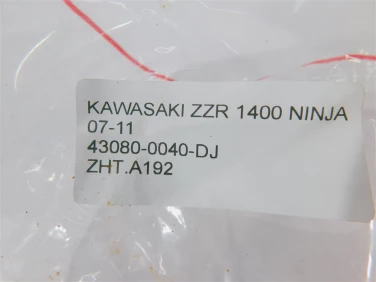 KAWASAKI ZZR 1400 NINJA
07-11
43080-0040-DJ
ZHT.A192